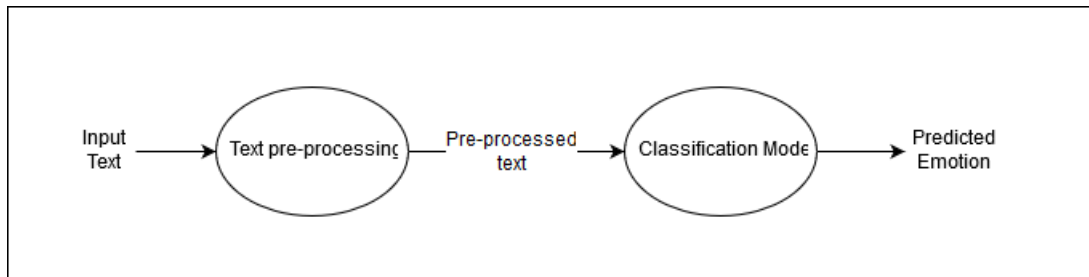 Input
Text
Text pre-processing
Pre-processed
text
Classification Mode
Predicted
Emotion